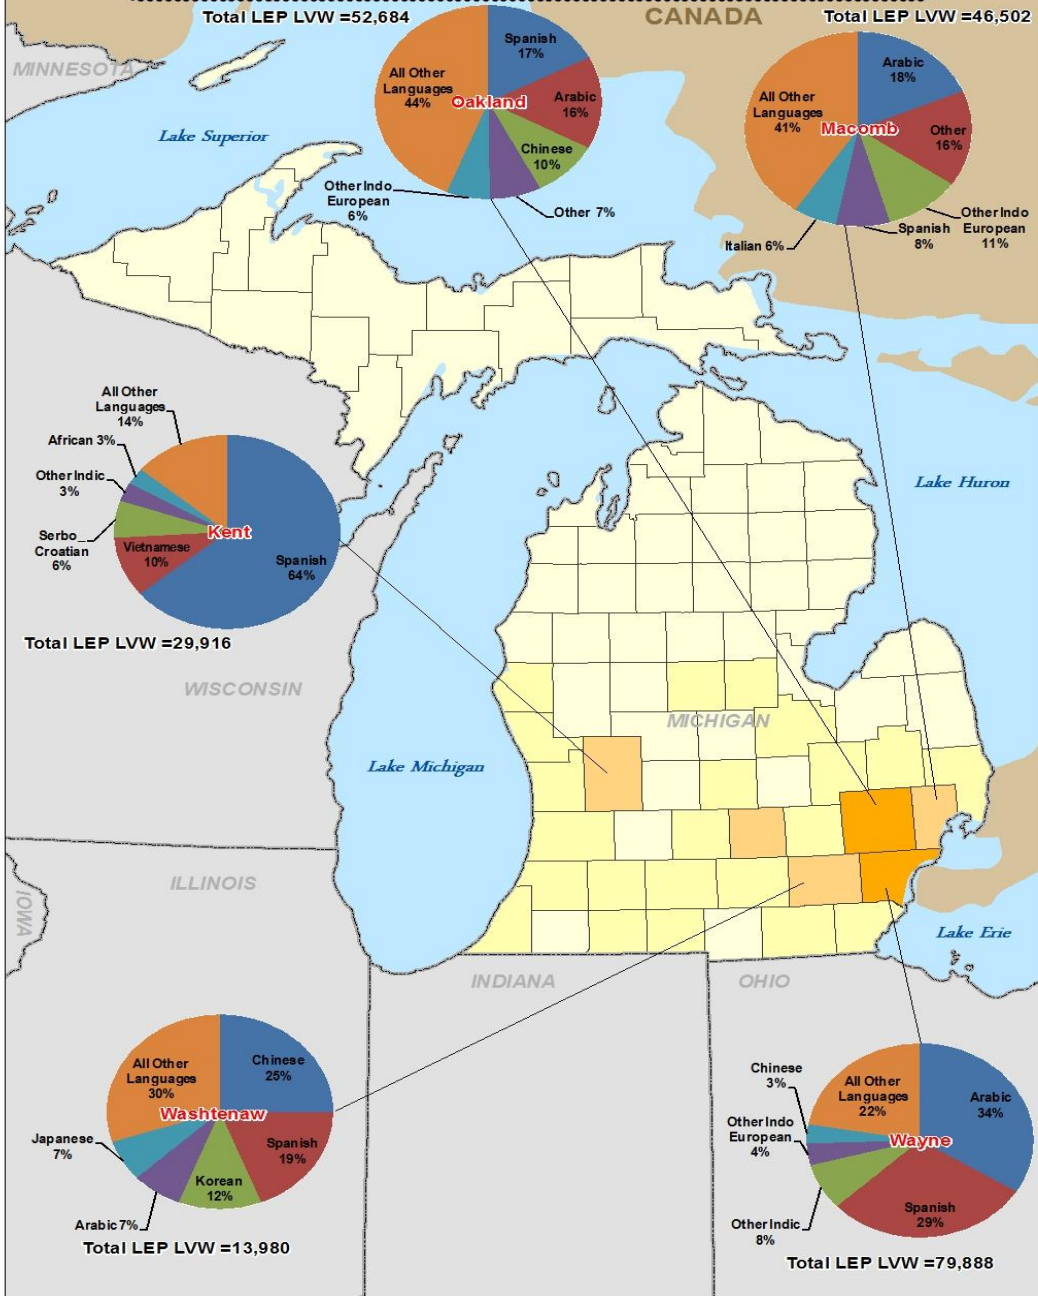 Total LEP LVW =52,684
CANADA
Total LEP LVW =46,502
MINNESOTA
Lake Superior
Spanish
17%
Arabic
16%
Chinese
10%
Other 7%
Other Indo
European
6%
All Other
Languages
44%
Oakland
Arabic
18%
Other
16%
Other Indo
European
11%
Spanish
8%
Italian 6%
All Other
Languages
41%
Macomb
All Other
Languages
14%
African 3%
Other Indic
3%
Serbo_
Croatian
6%
Vietnamese
10%
Spanish
64%
Kent
Total LEP LVW =29,916
Lake Huron
WISCONSIN
MICHIGAN
Lake Michigan
ILLINOIS
IOWA
Lake Erie
INDIANA
OHIO
Chinese
25%
Spanish
19%
Korean
12%
Arabic 7%
Japanese
7%
All Other
Languages
30%
Washtenaw
Total LEP LVW =13,980
Chinese
3%
Other Indo
European
4%
Other Indic
8%
All Other
Languages
22%
Arabic
34%
Spanish
29%
Wayne
Total LEP LVW =79,888